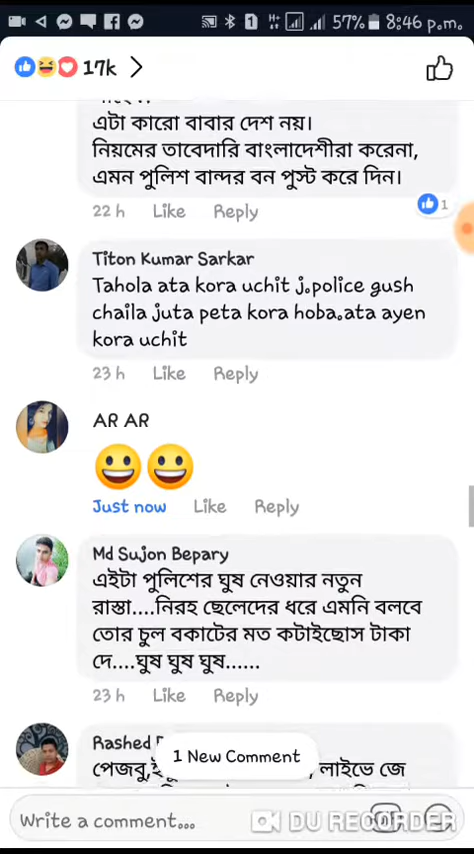 57% 8:46 p.m.
17k
এটা কারো বাবার দেশ নয়।
নিয়মের তাবেদারি বাংলাদেশীরা করেনা,
এমন পুলিশ বান্দর বন পুস্ট করে দিন।
22 h Like Reply
1
Titon Kumar Sarkar
Tahola ata kora uchit j.police gush
chaila juta peta kora hoba.ata ayen
kora uchit
23 h Like Reply
AR AR
Just now Like Reply
Md Sujon Bepary
এইটা পুলিশের ঘুষ নেওয়ার নতুন
রাস্তা....নিরহ ছেলেদের ধরে এমনি বলবে
তোর চুল বকাটের মত কটাইছোস টাকা
দে....ঘুষ ঘুষ ঘুষ......
23 h Like Reply
Rashed
1 New Comment
পেজবু, লাইভে জে
Write a comment...
GIF
DU RECORDER